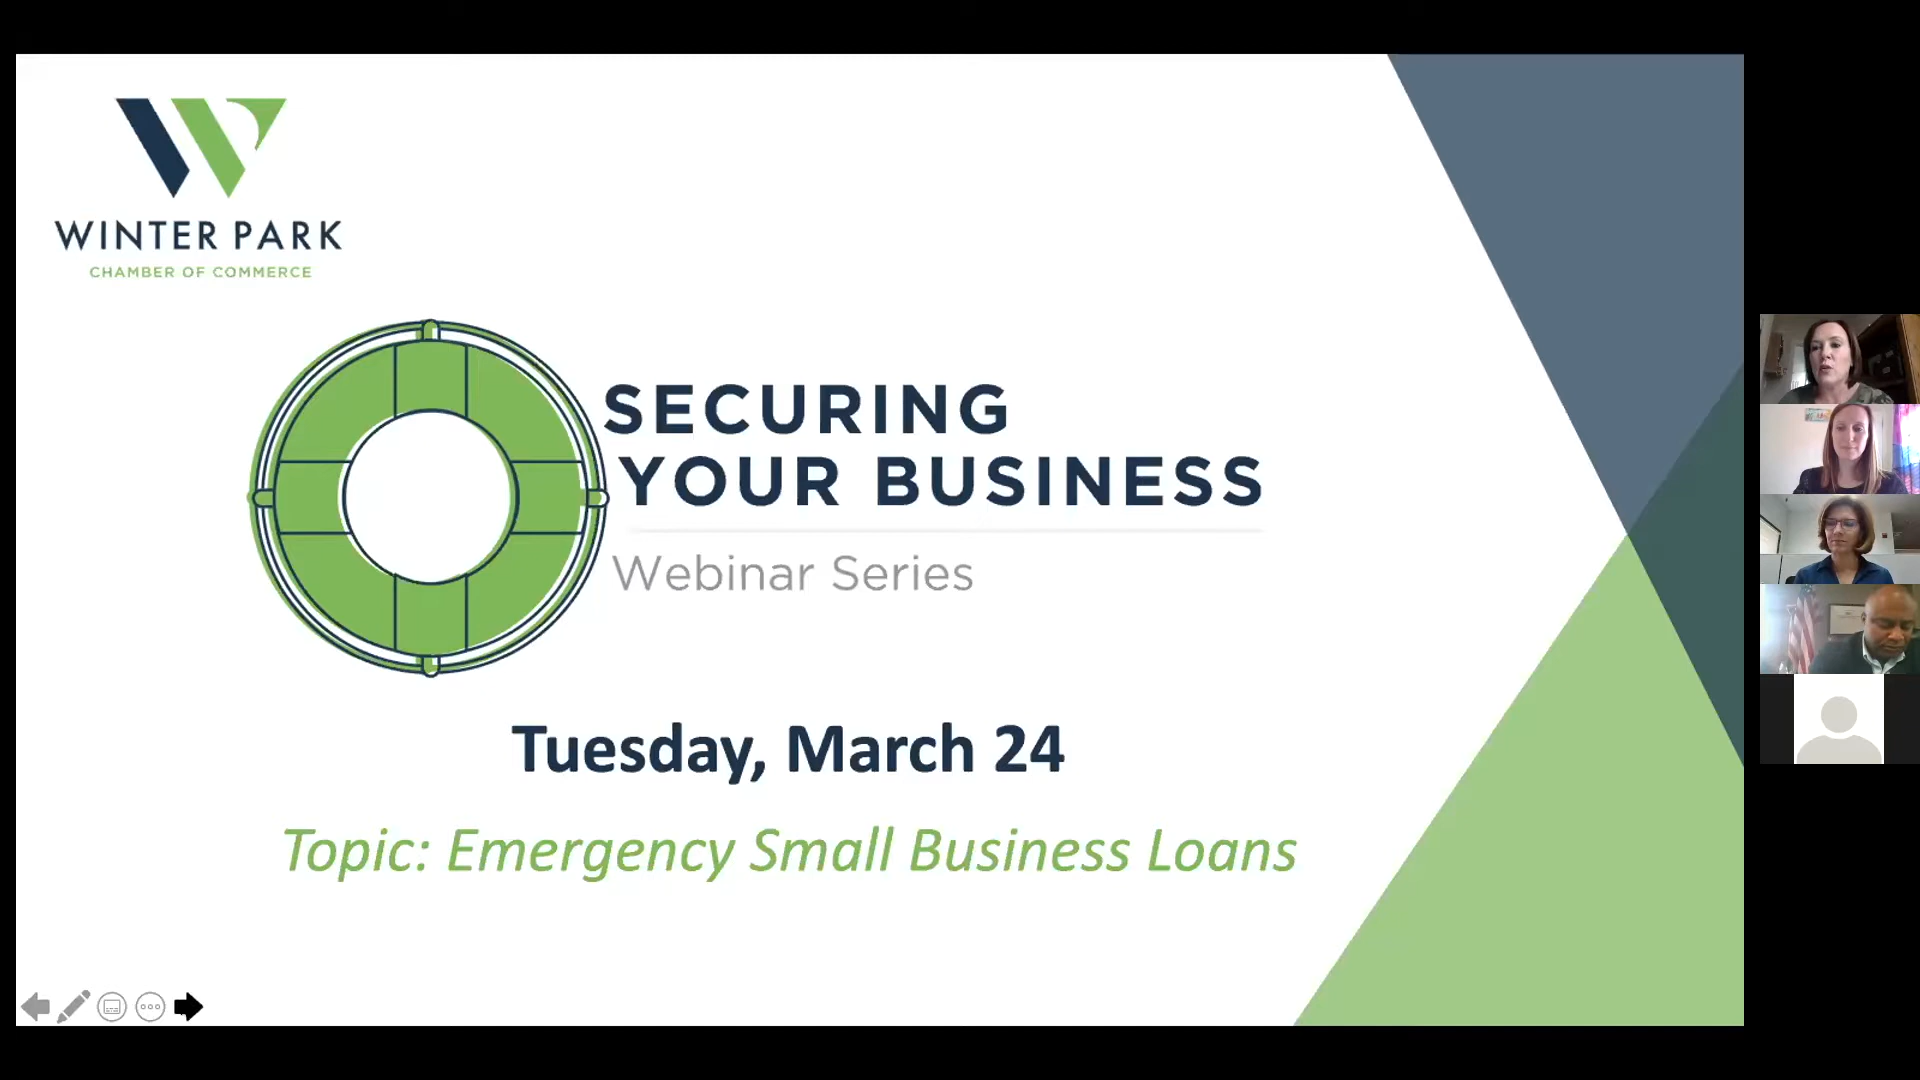 WINTER PARK
CHAMBER OF COMMERCE
SECURING
YOUR BUSINESS
Webinar Series
Tuesday, March 24
Topic: Emergency Small Business Loans